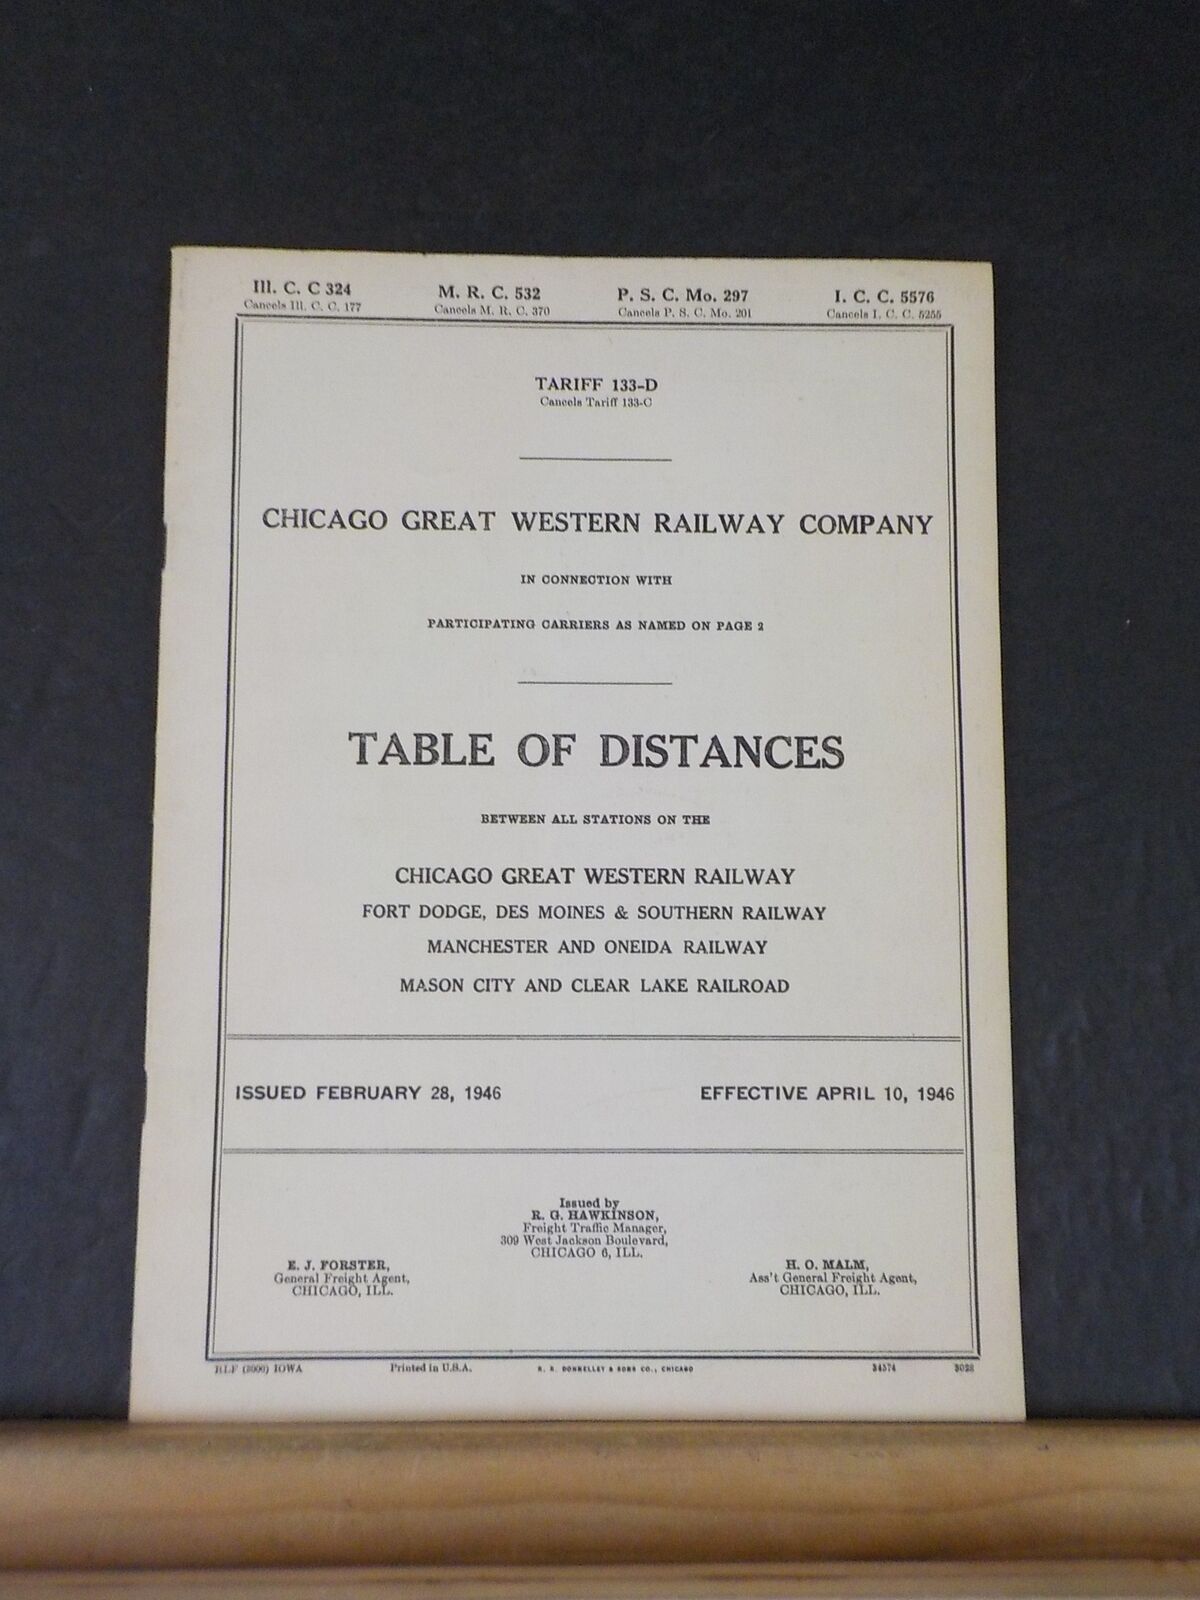 Ill. C. C 324 M. R. C. 532 P. S. C. Mo. 297 I. C. C. 5576
Cancels Ill. C. C. 177 Cancels M. R. C. 370 Cancels P. S. C. Mo. 201 Cancels I. C. C. 5255
TARIFF 133-D
Cancels Tariff 133-C
CHICAGO GREAT WESTERN RAILWAY COMPANY
IN CONNECTION WITH
PARTICIPATING CARRIERS AS NAMED ON PAGE 2
TABLE OF DISTANCES
BETWEEN ALL STATIONS ON THE
CHICAGO GREAT WESTERN RAILWAY
FORT DODGE, DES MOINES & SOUTHERN RAILWAY
MANCHESTER AND ONEIDA RAILWAY
MASON CITY AND CLEAR LAKE RAILROAD
ISSUED FEBRUARY 28, 1946 EFFECTIVE APRIL 10, 1946
Issued by
R. G. HAWKINSON,
Freight Traffic Manager,
309 West Jackson Boulevard,
CHICAGO 6, ILL.
E. J. FORSTER,
General Freight Agent,
CHICAGO, ILL.
H. O. MALM,
Ass't General Freight Agent,
CHICAGO, ILL.
RLF (3000) IOWA Printed in U.S.A. R. R. DONNELLEY & SONS CO., CHICAGO 34574 3028